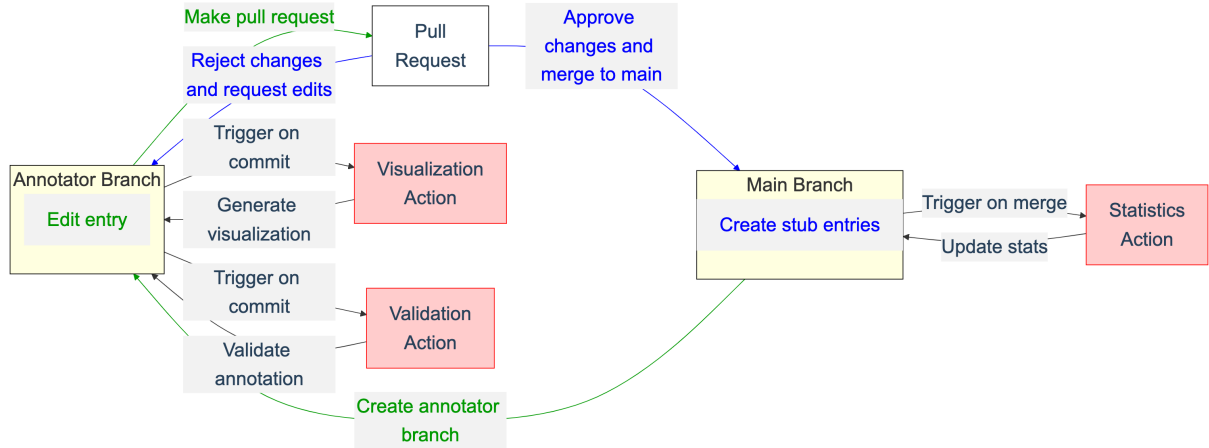 Make pull request
Pull
Request
Approve
changes and
merge to main
Reject changes
and request edits
Trigger on
commit
Visualization
Action
Annotator Branch
Edit entry
Generate
visualization
Main Branch
Create stub entries
Trigger on merge
Statistics
Action
Update stats
Trigger on
commit
Validation
Action
Validate
annotation
Create annotator
branch